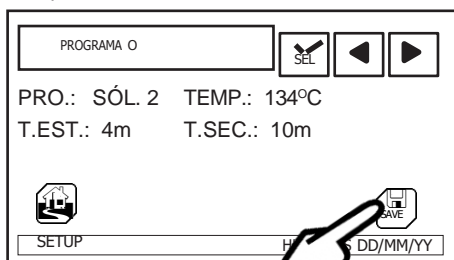 PROGRAMA O
SEL
PRO.: SÓL. 2 TEMP.: 134ºC
T.EST.: 4m T.SEC.: 10m
SAVE
SETUP DD/MM/YY